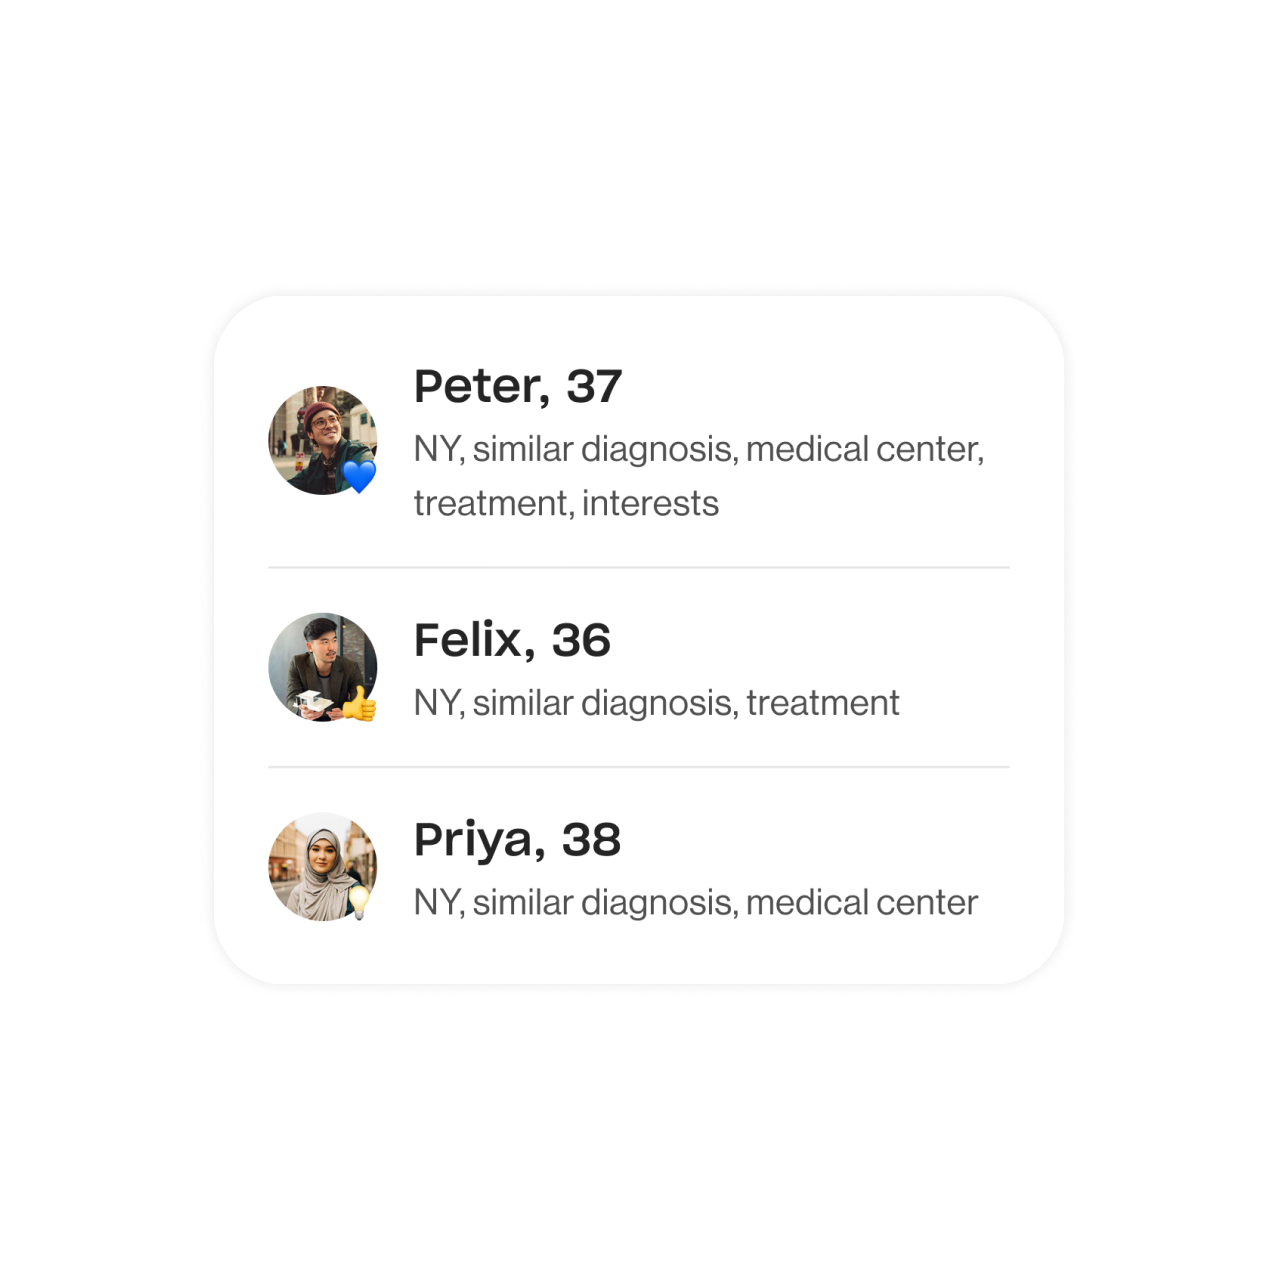 Peter, 37
NY, similar diagnosis, medical center,
treatment, interests
Felix, 36
NY, similar diagnosis, treatment
Priya, 38
NY, similar diagnosis, medical center